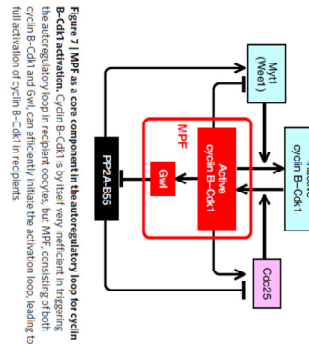 Myt1
(Wee1)
cyclin B–Cdk1
Cdc25
MPF
Active
cyclin B–Cdk1
Gwl
PP2A-B55
Figure 7 | MPF as a core component in the autoregulatory loop for cyclin
B–Cdk1 activation. Cyclin B–Cdk1 is by itself very inefficient in triggering
the autoregulatory loop in recipient oocytes, but MPF, consisting of both
cyclin B–Cdk1 and Gwl, can efficiently initiate the activation loop, leading to
full activation of cyclin B–Cdk1 in recipients